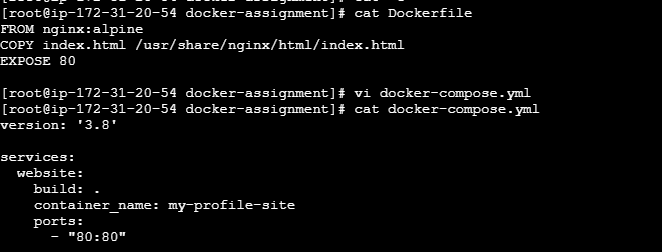 [root@ip-172-31-20-54 docker-assignment]# cat Dockerfile
FROM nginx:alpine
COPY index.html /usr/share/nginx/html/index.html
EXPOSE 80
[root@ip-172-31-20-54 docker-assignment]# vi docker-compose.yml
[root@ip-172-31-20-54 docker-assignment]# cat docker-compose.yml
version: '3.8'
services:
  website:
    build: .
    container_name: my-profile-site
    ports:
      - "80:80"